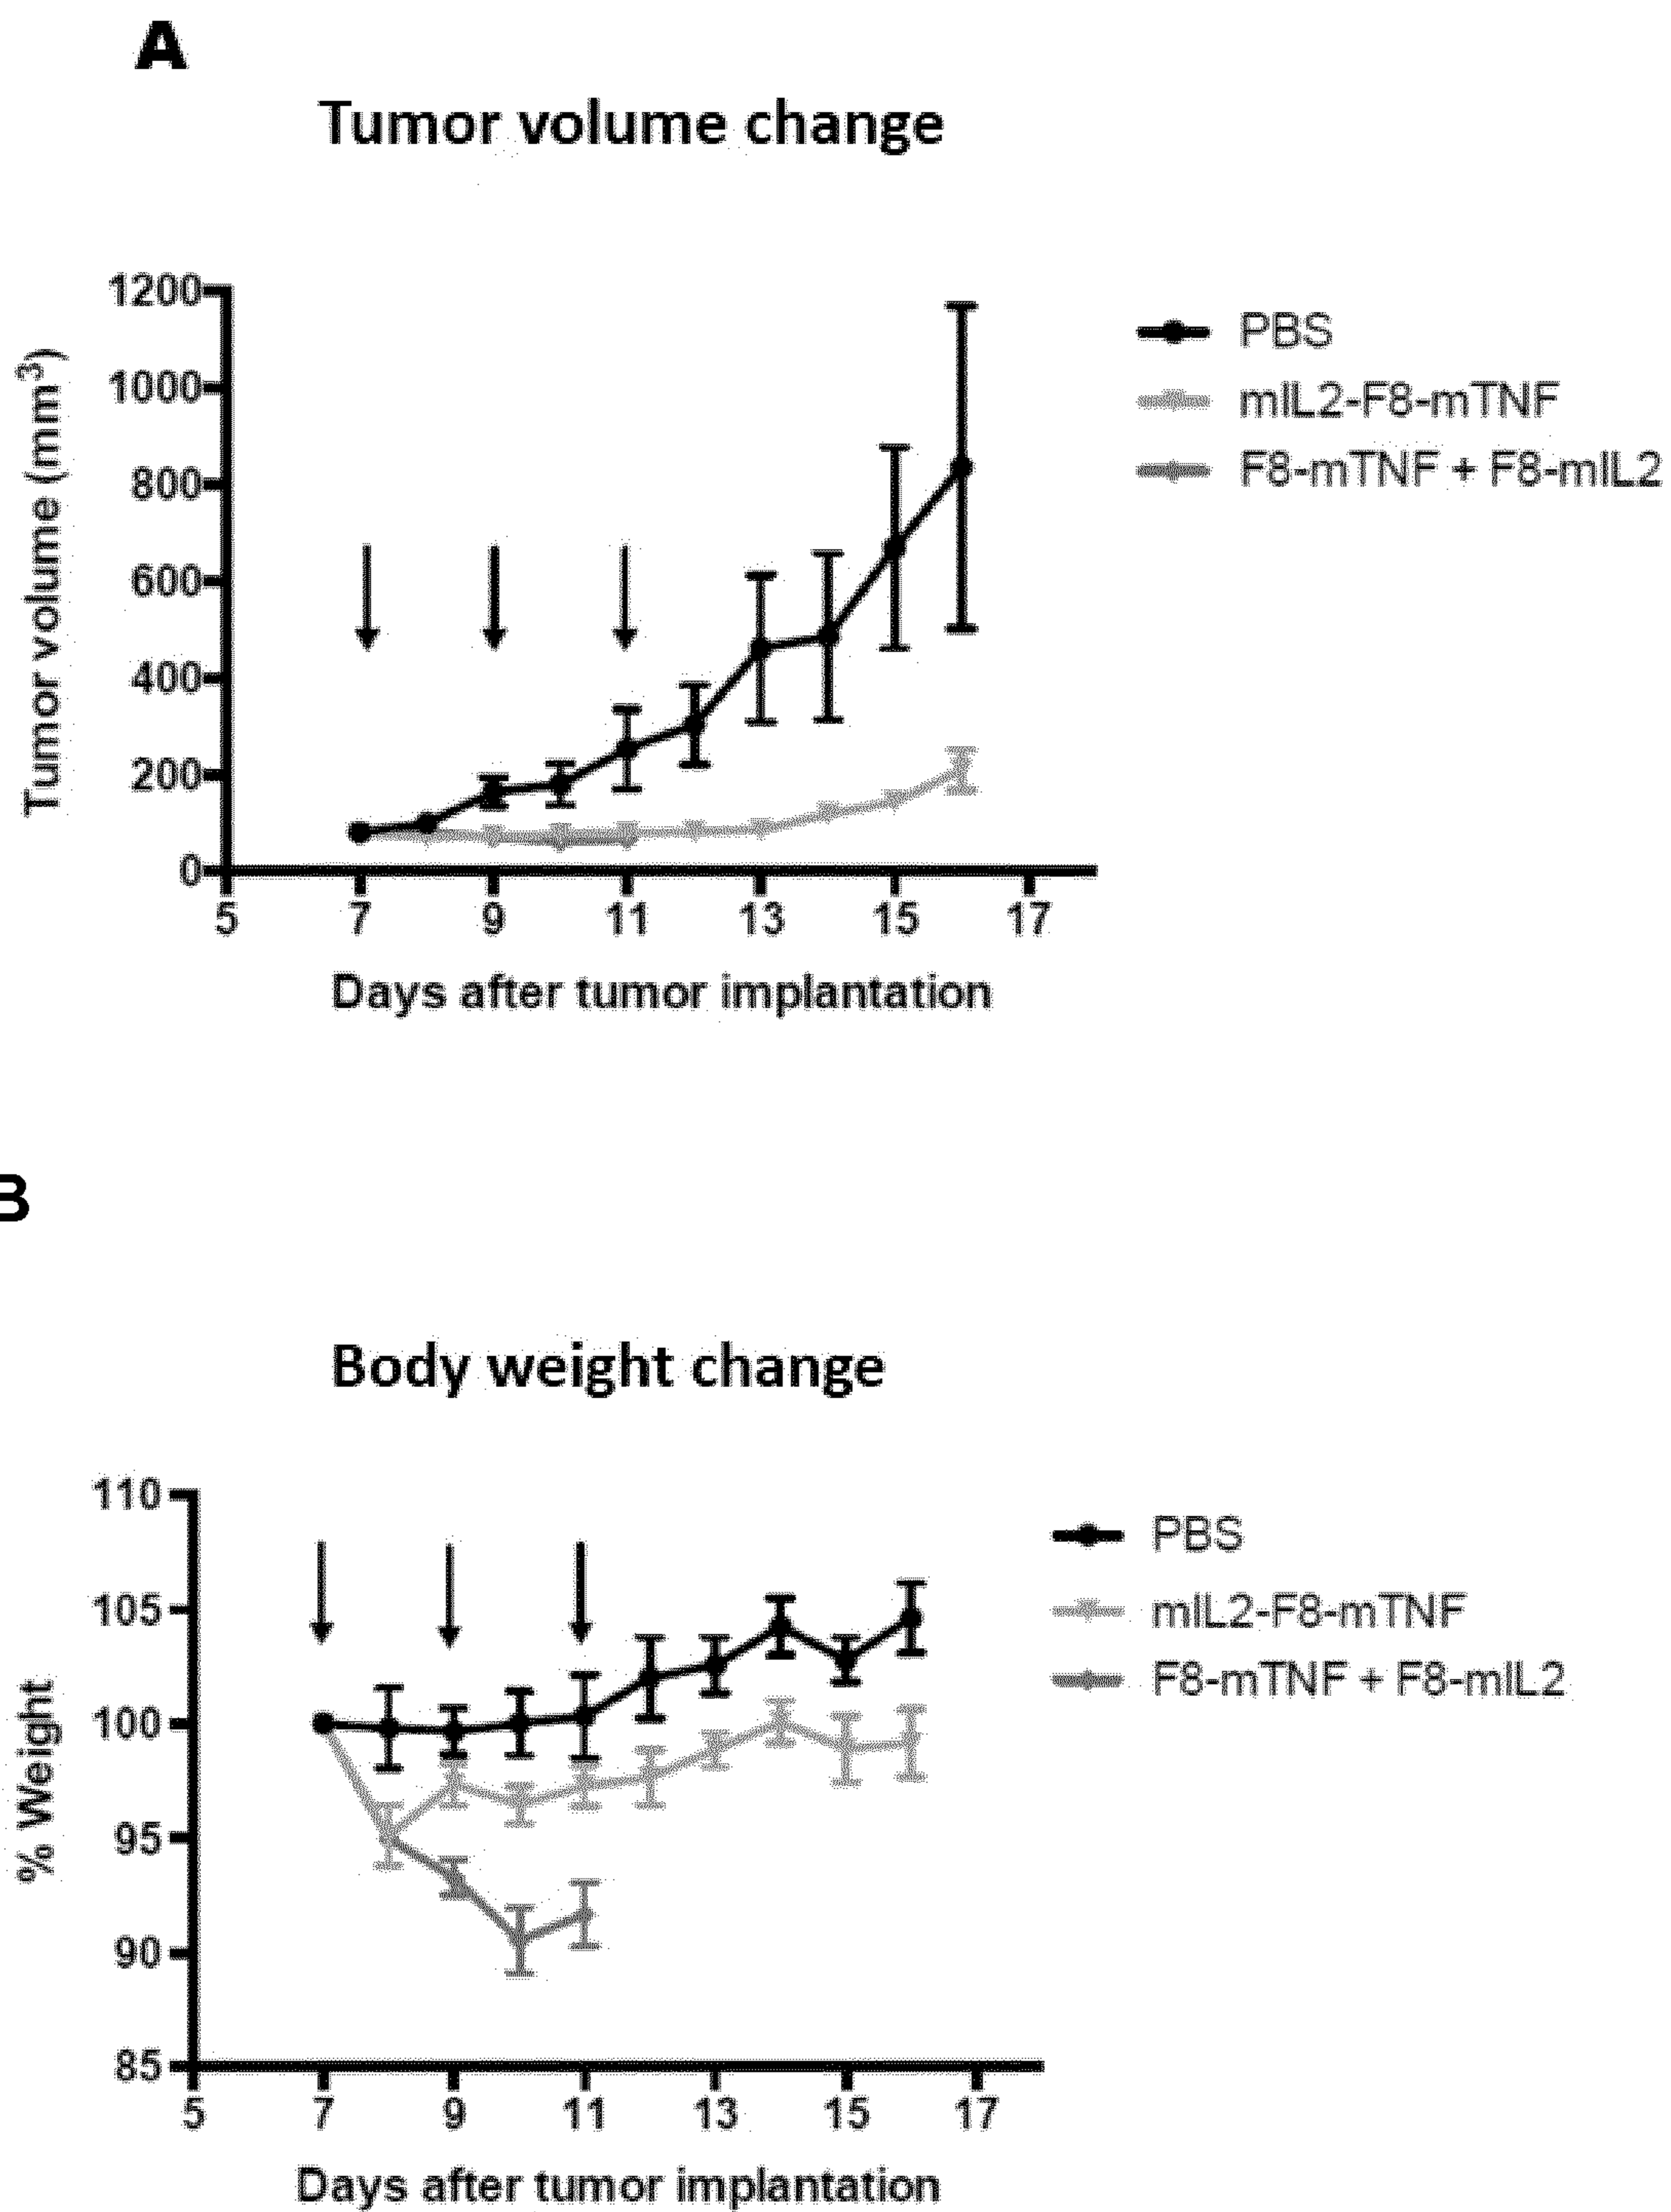 A
Tumor volume change
1200
1000
800
600
400
200
0
Tumor volume (mm³)
5 7 9 11 13 15 17
Days after tumor implantation
PBS
mIL2-F8-mTNF
F8-mTNF + F8-mIL2
B
Body weight change
110
105
100
95
90
85
% Weight
5 7 9 11 13 15 17
Days after tumor implantation
PBS
mIL2-F8-mTNF
F8-mTNF + F8-mIL2